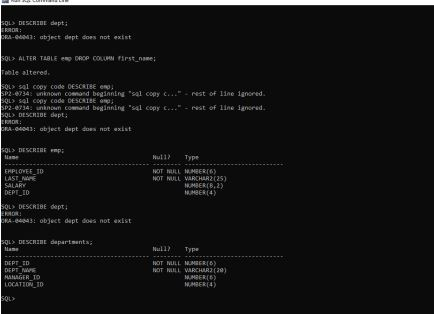 Run SQL Command Line
SQL> DESCRIBE dept;
ERROR:
ORA-04043: object dept does not exist
SQL> ALTER TABLE emp DROP COLUMN first_name;
Table altered.
SQL> sql copy code DESCRIBE emp;
SP2-0734: unknown command beginning "sql copy c..." - rest of line ignored.
SQL> sql copy code DESCRIBE emp;
SP2-0734: unknown command beginning "sql copy c..." - rest of line ignored.
SQL> DESCRIBE dept;
ERROR:
ORA-04043: object dept does not exist
SQL> DESCRIBE emp;
Name Null? Type
----------------------------------------- -------- ----------------------------
EMPLOYEE_ID NOT NULL NUMBER(6)
LAST_NAME NOT NULL VARCHAR2(25)
SALARY NUMBER(8,2)
DEPT_ID NUMBER(4)
SQL> DESCRIBE dept;
ERROR:
ORA-04043: object dept does not exist
SQL> DESCRIBE departments;
Name Null? Type
----------------------------------------- -------- ----------------------------
DEPT_ID NOT NULL NUMBER(6)
DEPT_NAME NOT NULL VARCHAR2(20)
MANAGER_ID NUMBER(6)
LOCATION_ID NUMBER(4)
SQL>